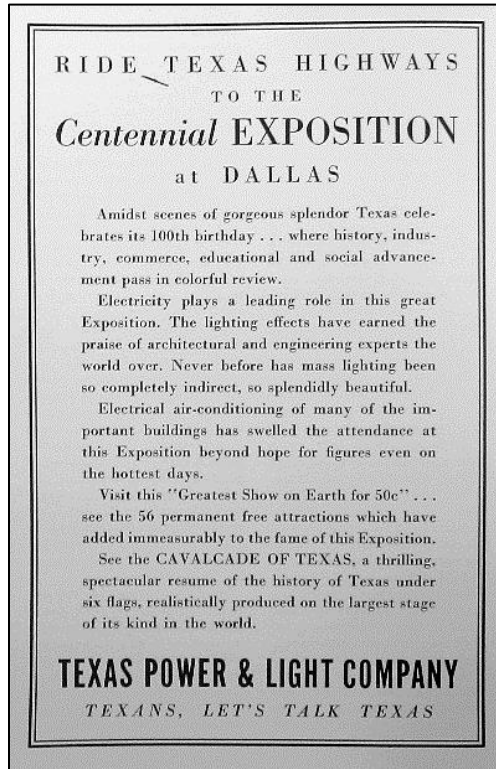 RIDE TEXAS HIGHWAYS
TO THE
Centennial EXPOSITION
at DALLAS
Amidst scenes of gorgeous splendor Texas cele-
brates its 100th birthday . . . where history, indus-
try, commerce, educational and social advance-
ment pass in colorful review.
Electricity plays a leading role in this great
Exposition. The lighting effects have earned the
praise of architectural and engineering experts the
world over. Never before has mass lighting been
so completely indirect, so splendidly beautiful.
Electrical air-conditioning of many of the im-
portant buildings has swelled the attendance at
this Exposition beyond hope for figures even on
the hottest days.
Visit this "Greatest Show on Earth for 50c" . . .
see the 56 permanent free attractions which have
added immeasurably to the fame of this Exposition.
See the CAVALCADE OF TEXAS, a thrilling,
spectacular resume of the history of Texas under
six flags, realistically produced on the largest stage
of its kind in the world.
TEXAS POWER & LIGHT COMPANY
TEXANS, LET'S TALK TEXAS